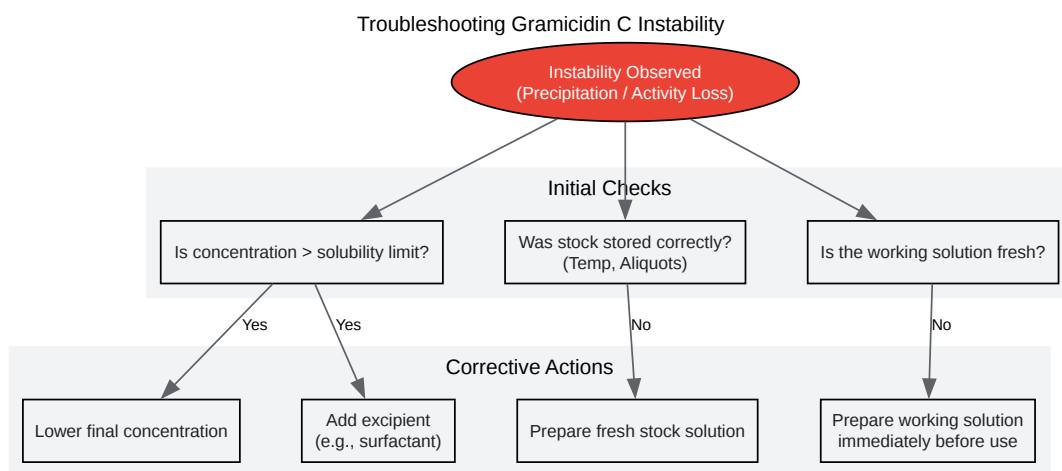 Troubleshooting Gramicidin C Instability
Instability Observed
(Precipitation / Activity Loss)
Initial Checks
Is concentration > solubility limit?
Was stock stored correctly?
(Temp, Aliquots)
Is the working solution fresh?
Yes
Yes
No
No
Corrective Actions
Lower final concentration
Add excipient
(e.g., surfactant)
Prepare fresh stock solution
Prepare working solution
immediately before use